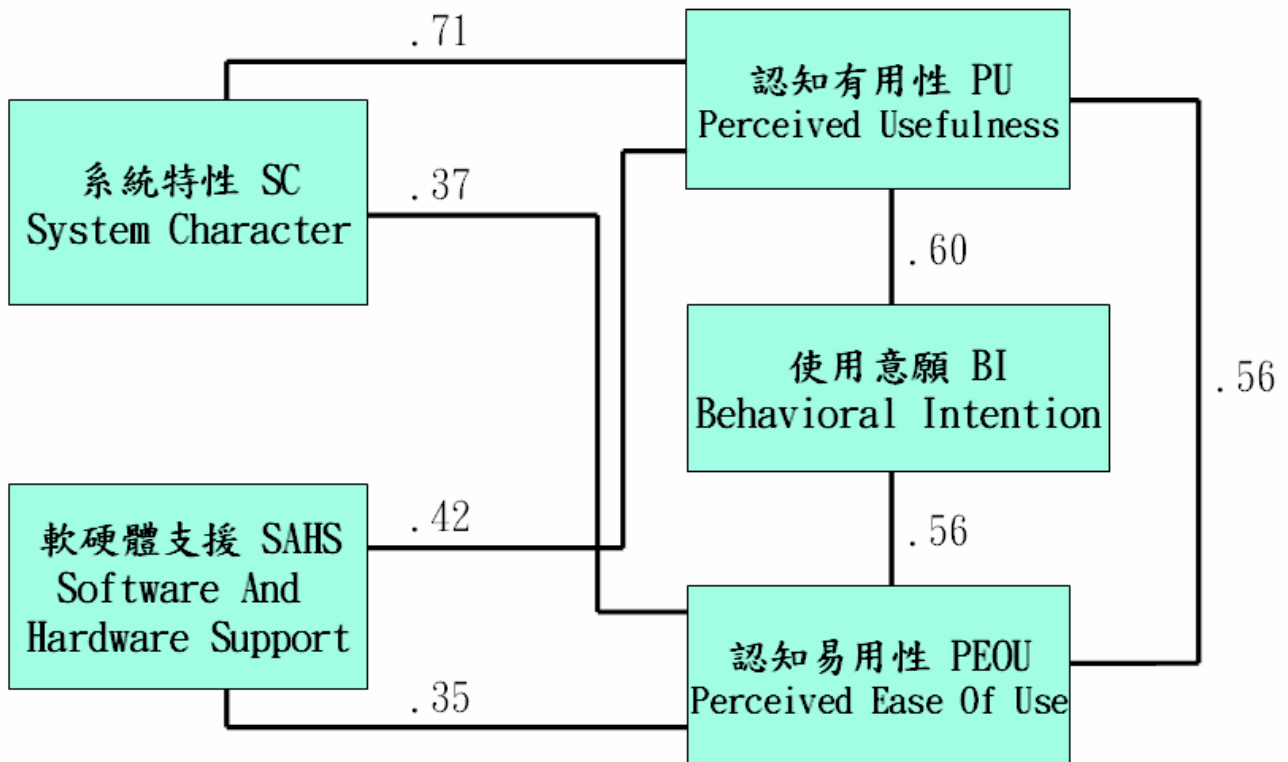 .71
認知有用性 PU
Perceived Usefulness
系統特性 SC
System Character
.37
.60
使用意願 BI
Behavioral Intention
.56
軟硬體支援 SAHS
Software And
Hardware Support
.42
.56
認知易用性 PEOU
Perceived Ease Of Use
.35